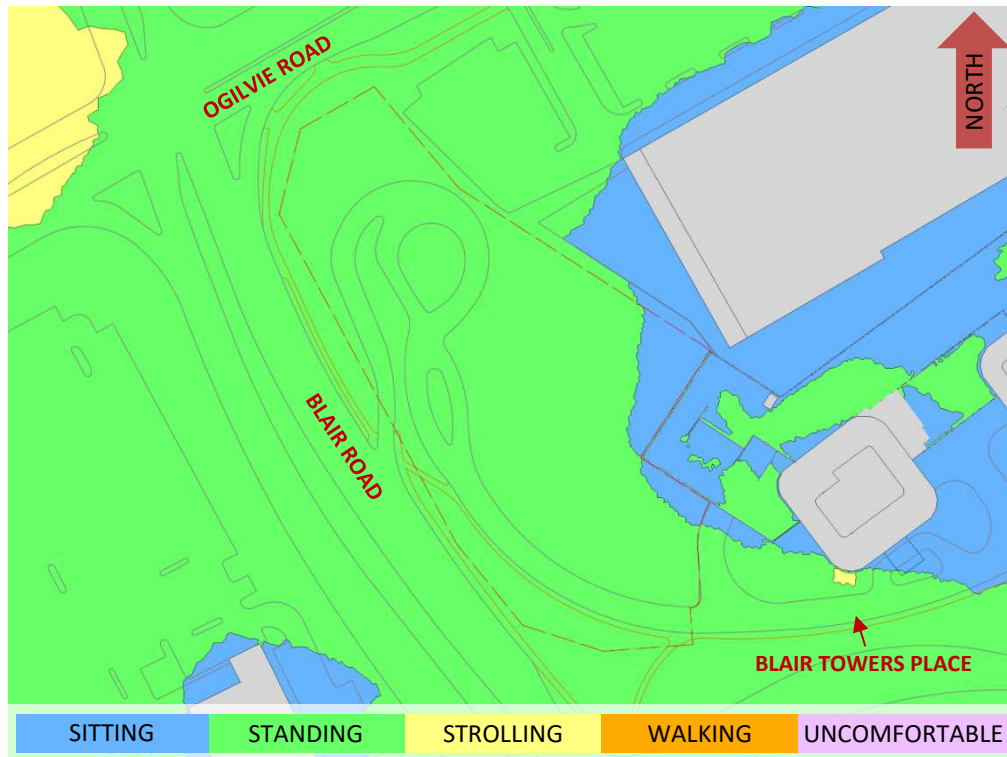 OGILVIE ROAD
NORTH
BLAIR ROAD
BLAIR TOWERS PLACE
SITTING STANDING STROLLING WALKING UNCOMFORTABLE